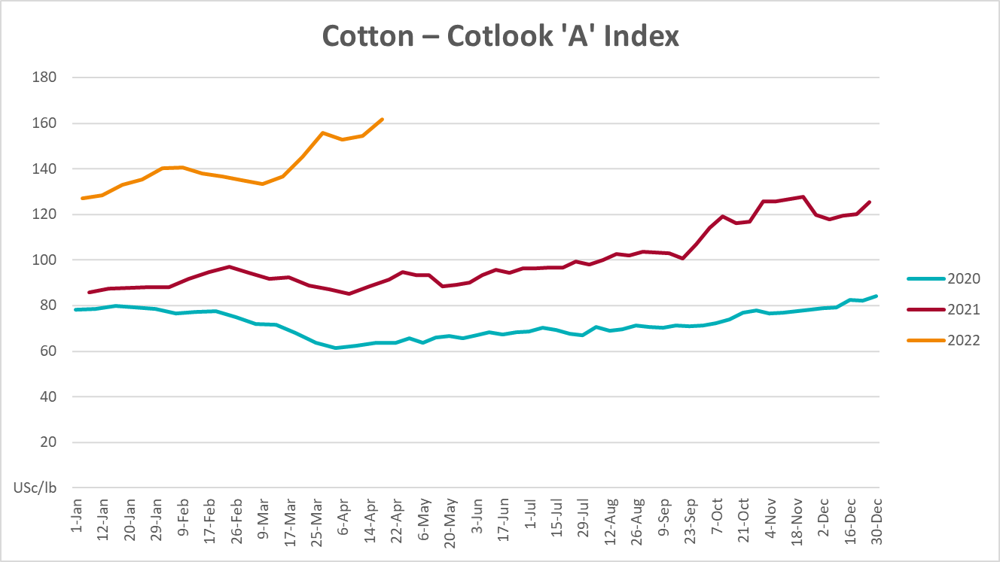 Cotton – Cotlook 'A' Index
180
160
140
120
100
80
60
40
20
USc/lb
1-Jan
12-Jan
20-Jan
29-Jan
9-Feb
17-Feb
26-Feb
9-Mar
17-Mar
25-Mar
6-Apr
14-Apr
22-Apr
6-May
20-May
3-Jun
17-Jun
1-Jul
15-Jul
29-Jul
12-Aug
26-Aug
9-Sep
23-Sep
7-Oct
21-Oct
4-Nov
18-Nov
2-Dec
16-Dec
30-Dec
2020
2021
2022